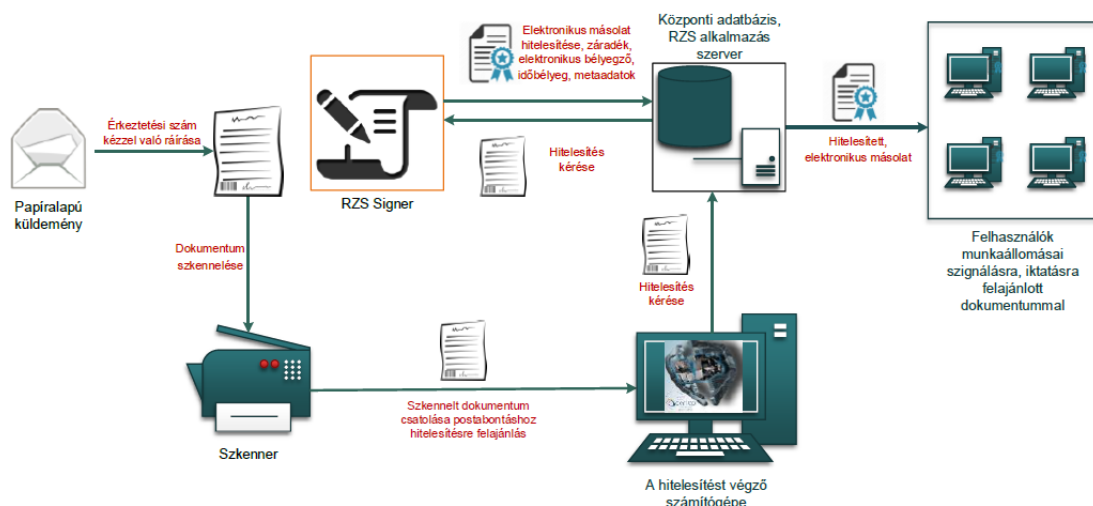 Elektronikus másolat
hitelesítése, záradék,
elektronikus bélyegző,
időbélyeg, metaadatok
Központi adatbázis,
RZS alkalmazás
szerver
Érkeztetési szám
kézzel való ráírása
Hitelesítés
kérése
Hitelesített,
elektronikus másolat
Papíralapú
küldemény
RZS Signer
Dokumentum
szkennelése
Hitelesítés
kérése
Felhasználók
munkaállomásai
szignálásra, iktatásra
felajánlott
dokumentummal
Szkennelt dokumentum
csatolása postabontáshoz
hitelesítésre felajánlás
Szkenner
A hitelesítést végző
számítógépe